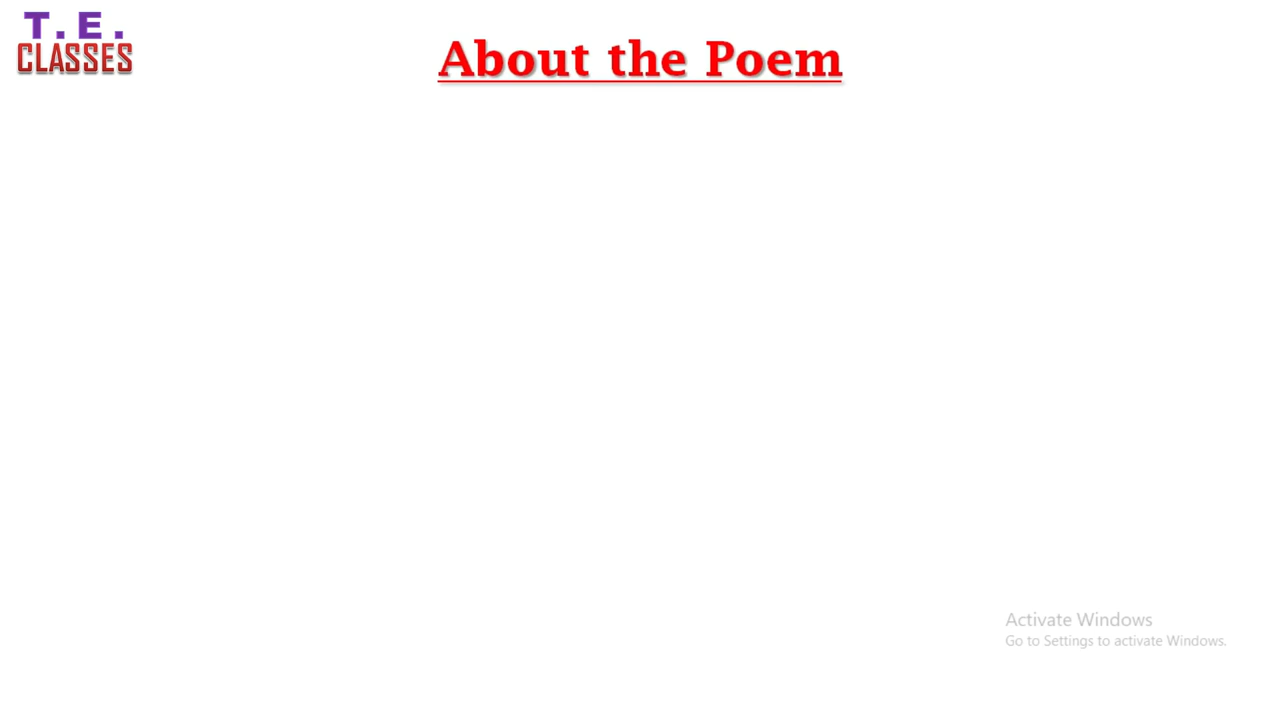 T.E.
CLASSES
About the Poem
Activate Windows
Go to Settings to activate Windows.